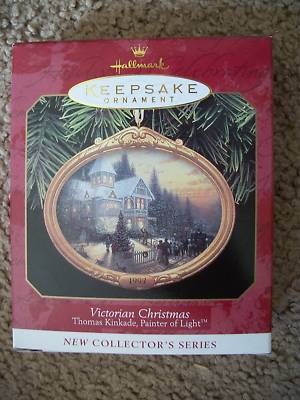 Hallmark
KEEPSAKE
ORNAMENT
1997
Victorian Christmas
Thomas Kinkade, Painter of Light™
NEW COLLECTOR'S SERIES